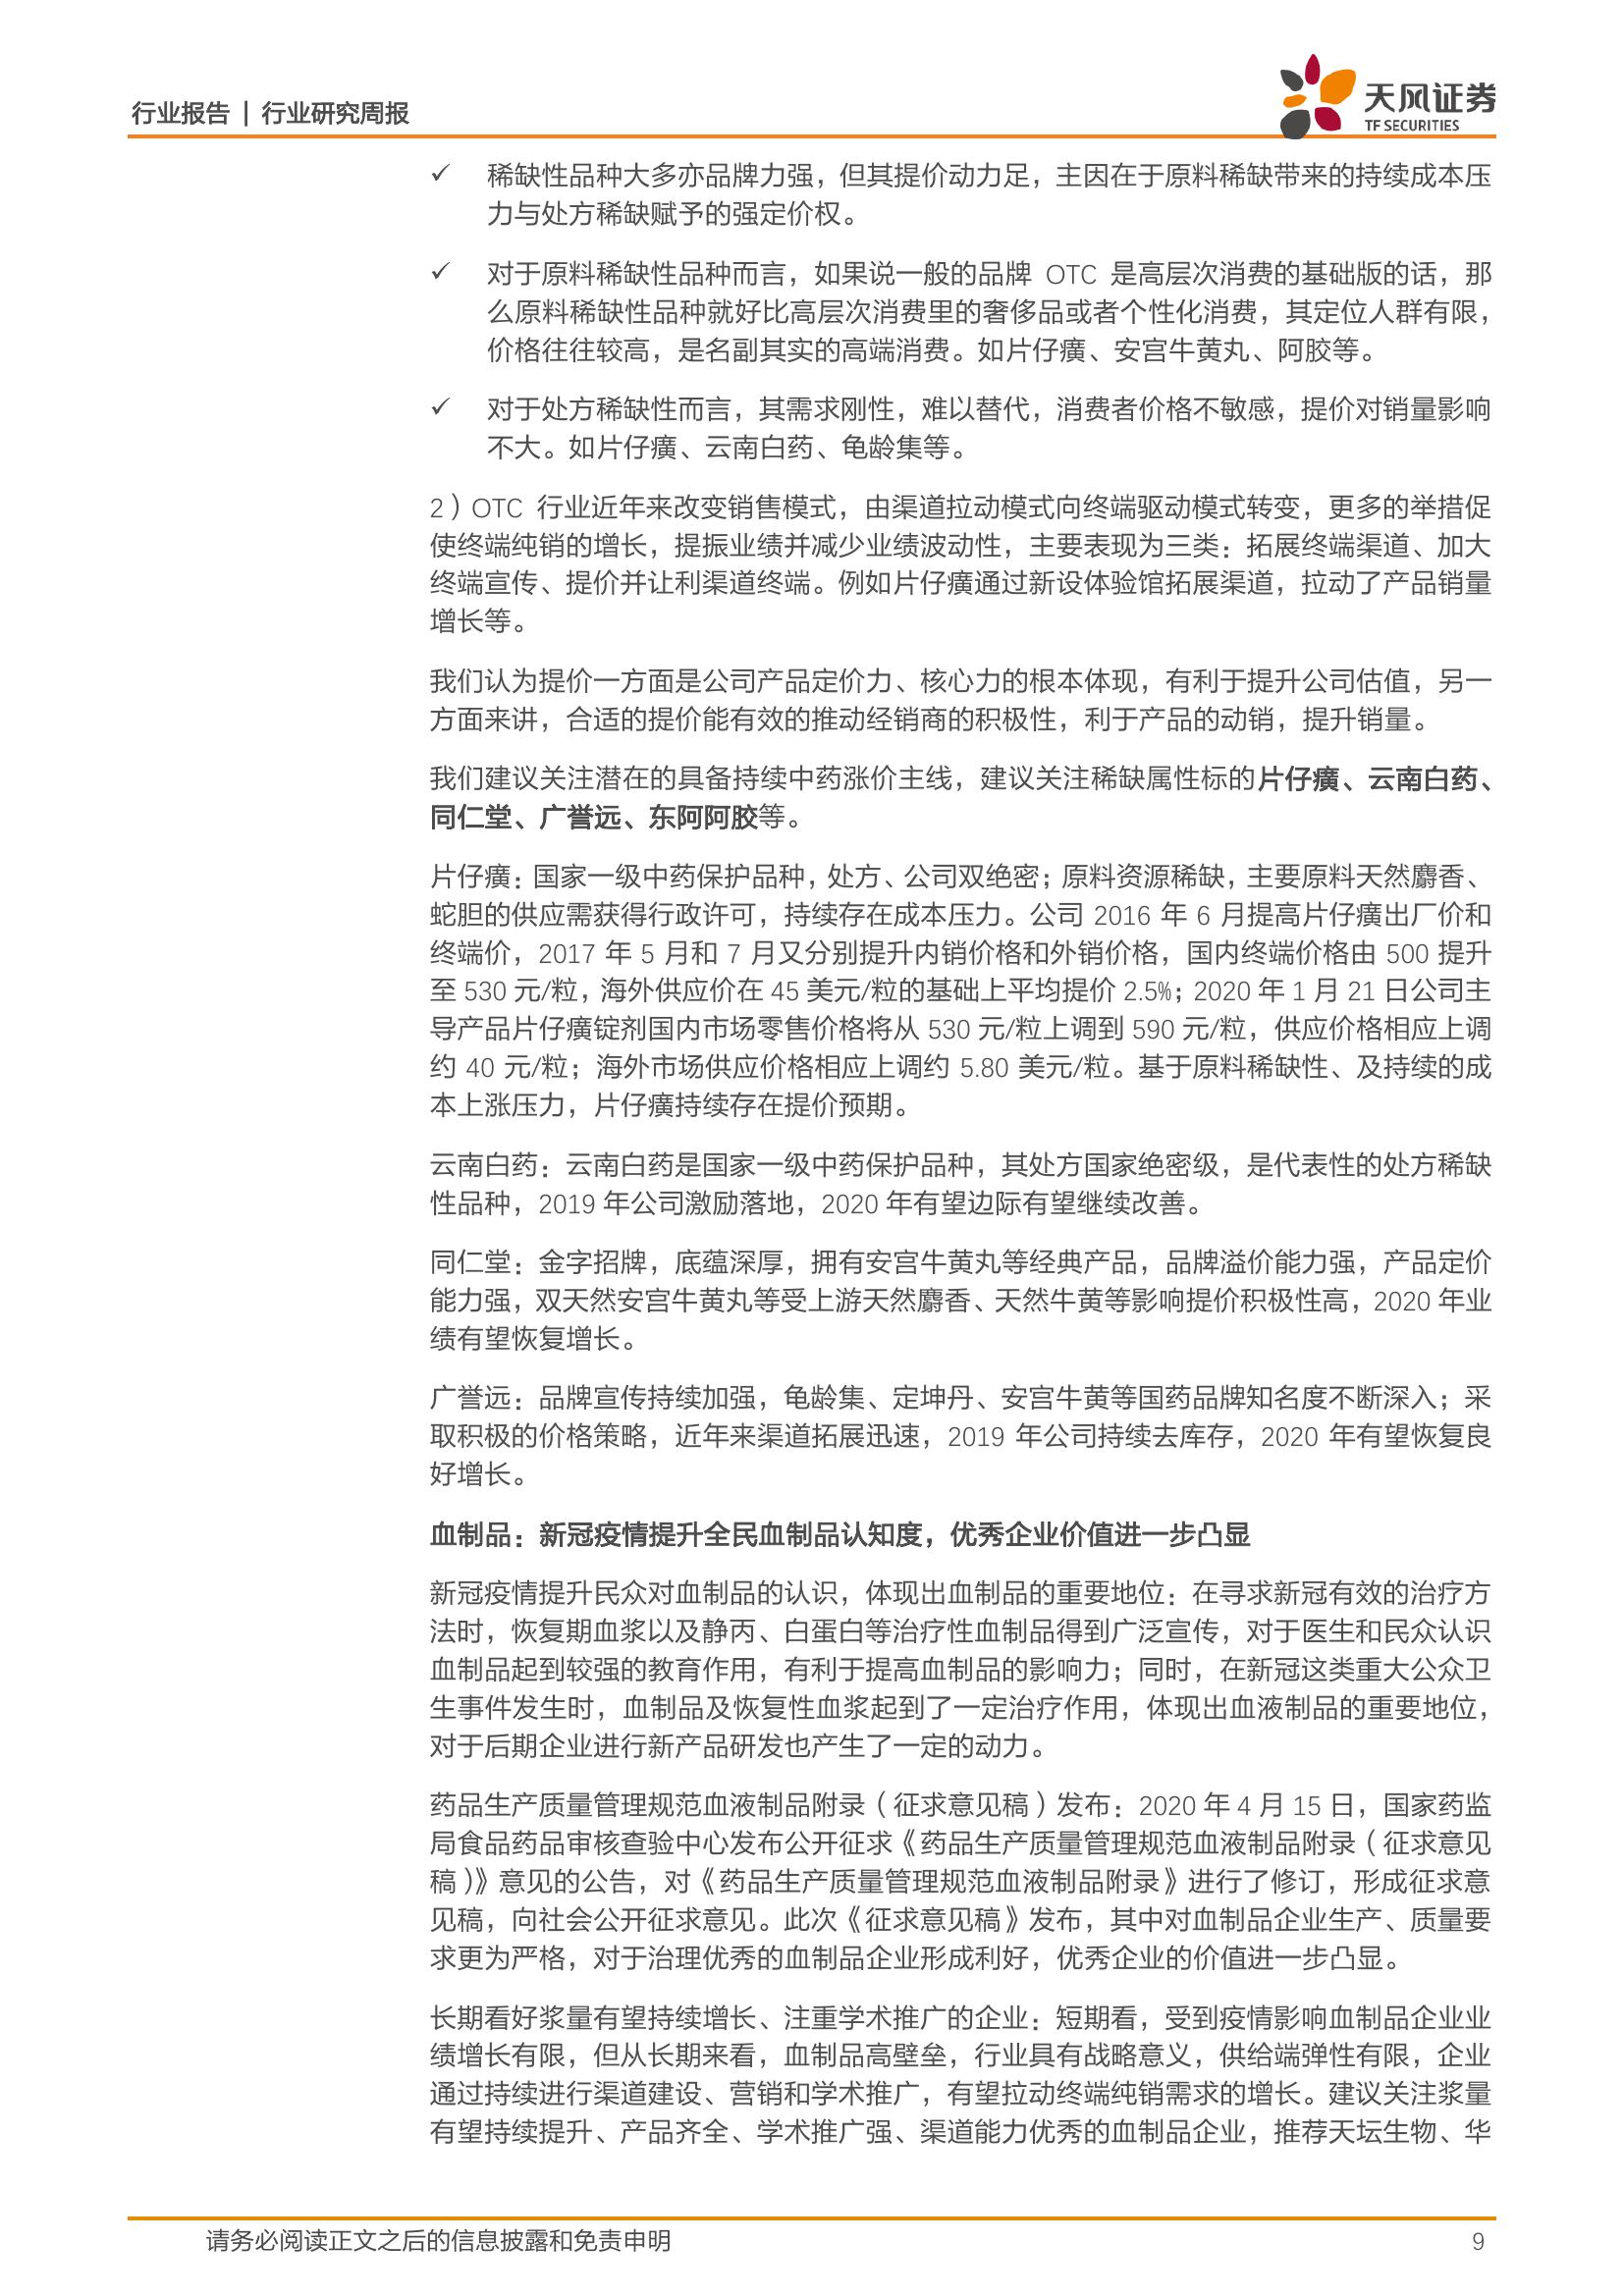 行业报告 | 行业研究周报
天风证券
TF SECURITIES
✓ 稀缺性品种大多亦品牌力强，但其提价动力足，主因在于原料稀缺带来的持续成本压
力与处方稀缺赋予的强定价权。
✓ 对于原料稀缺性品种而言，如果说一般的品牌 OTC 是高层次消费的基础版的话，那
么原料稀缺性品种就好比高层次消费里的奢侈品或者个性化消费，其定位人群有限，
价格往往较高，是名副其实的高端消费。如片仔癀、安宫牛黄丸、阿胶等。
✓ 对于处方稀缺性而言，其需求刚性，难以替代，消费者价格不敏感，提价对销量影响
不大。如片仔癀、云南白药、龟龄集等。
2）OTC 行业近年来改变销售模式，由渠道拉动模式向终端驱动模式转变，更多的举措促
使终端纯销的增长，提振业绩并减少业绩波动性，主要表现为三类：拓展终端渠道、加大
终端宣传、提价并让利渠道终端。例如片仔癀通过新设体验馆拓展渠道，拉动了产品销量
增长等。
我们认为提价一方面是公司产品定价力、核心力的根本体现，有利于提升公司估值，另一
方面来讲，合适的提价能有效的推动经销商的积极性，利于产品的动销，提升销量。
我们建议关注潜在的具备持续中药涨价主线，建议关注稀缺属性标的片仔癀、云南白药、
同仁堂、广誉远、东阿阿胶等。
片仔癀：国家一级中药保护品种，处方、公司双绝密；原料资源稀缺，主要原料天然麝香、
蛇胆的供应需获得行政许可，持续存在成本压力。公司 2016 年 6 月提高片仔癀出厂价和
终端价，2017 年 5 月和 7 月又分别提升内销价格和外销价格，国内终端价格由 500 提升
至 530 元/粒，海外供应价在 45 美元/粒的基础上平均提价 2.5%；2020 年 1 月 21 日公司主
导产品片仔癀锭剂国内市场零售价格将从 530 元/粒上调到 590 元/粒，供应价格相应上调
约 40 元/粒；海外市场供应价格相应上调约 5.80 美元/粒。基于原料稀缺性、及持续的成
本上涨压力，片仔癀持续存在提价预期。
云南白药：云南白药是国家一级中药保护品种，其处方国家绝密级，是代表性的处方稀缺
性品种，2019 年公司激励落地，2020 年有望边际有望继续改善。
同仁堂：金字招牌，底蕴深厚，拥有安宫牛黄丸等经典产品，品牌溢价能力强，产品定价
能力强，双天然安宫牛黄丸等受上游天然麝香、天然牛黄等影响提价积极性高，2020 年业
绩有望恢复增长。
广誉远：品牌宣传持续加强，龟龄集、定坤丹、安宫牛黄等国药品牌知名度不断深入；采
取积极的价格策略，近年来渠道拓展迅速，2019 年公司持续去库存，2020 年有望恢复良
好增长。
血制品：新冠疫情提升全民血制品认知度，优秀企业价值进一步凸显
新冠疫情提升民众对血制品的认识，体现出血制品的重要地位：在寻求新冠有效的治疗方
法时，恢复期血浆以及静丙、白蛋白等治疗性血制品得到广泛宣传，对于医生和民众认识
血制品起到较强的教育作用，有利于提高血制品的影响力；同时，在新冠这类重大公众卫
生事件发生时，血制品及恢复性血浆起到了一定治疗作用，体现出血液制品的重要地位，
对于后期企业进行新产品研发也产生了一定的动力。
药品生产质量管理规范血液制品附录（征求意见稿）发布：2020 年 4 月 15 日，国家药监
局食品药品审核查验中心发布公开征求《药品生产质量管理规范血液制品附录（征求意见
稿）》意见的公告，对《药品生产质量管理规范血液制品附录》进行了修订，形成征求意
见稿，向社会公开征求意见。此次《征求意见稿》发布，其中对血制品企业生产、质量要
求更为严格，对于治理优秀的血制品企业形成利好，优秀企业的价值进一步凸显。
长期看好浆量有望持续增长、注重学术推广的企业：短期看，受到疫情影响血制品企业业
绩增长有限，但从长期来看，血制品高壁垒，行业具有战略意义，供给端弹性有限，企业
通过持续进行渠道建设、营销和学术推广，有望拉动终端纯销需求的增长。建议关注浆量
有望持续提升、产品齐全、学术推广强、渠道能力优秀的血制品企业，推荐天坛生物、华
请务必阅读正文之后的信息披露和免责申明
9